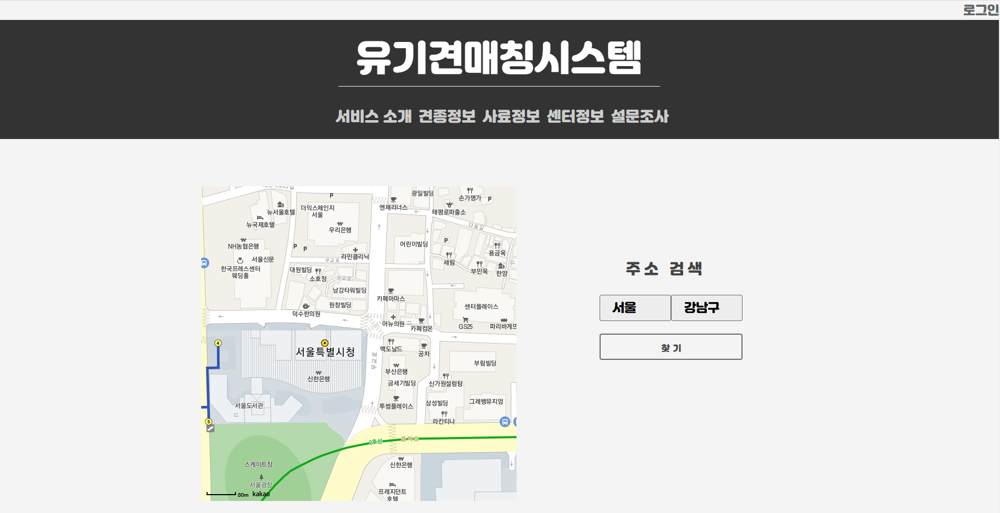 로그인
유기견매칭시스템
서비스 소개 견종정보 사료정보 센터정보 설문조사
광일빌딩
손가명가
P
P
엔제리너스
더익스체인지
서울
뉴서울호텔
태평로파출소
뉴국제호텔
우리은행
다동길
어린이빌딩
P
NH농협은행
P
P
용금옥
라민클리닉
서울신문
무교로
세림
한국프레스센터
웨딩홀
대원빌딩
소호정
무교로
부민옥
한양
남강타워빌딩
카페마마스
원창빌딩
센터플레이스
덕수한의원
어뉴의원
카페컴온
GS25
파리바게뜨
4
서울특별시청
맥도날드
공차
무교로
부림빌딩
부산은행
신한은행
금세기빌딩
신가원설렁탕
서울도서관
투썸플레이스
삼성빌딩
그레뱅뮤지엄
5
라칸티나
2호선
을지로
스케이트장
신한은행
서울광장
프레지던트
호텔
30m kakao
주소 검색
서울
강남구
찾기